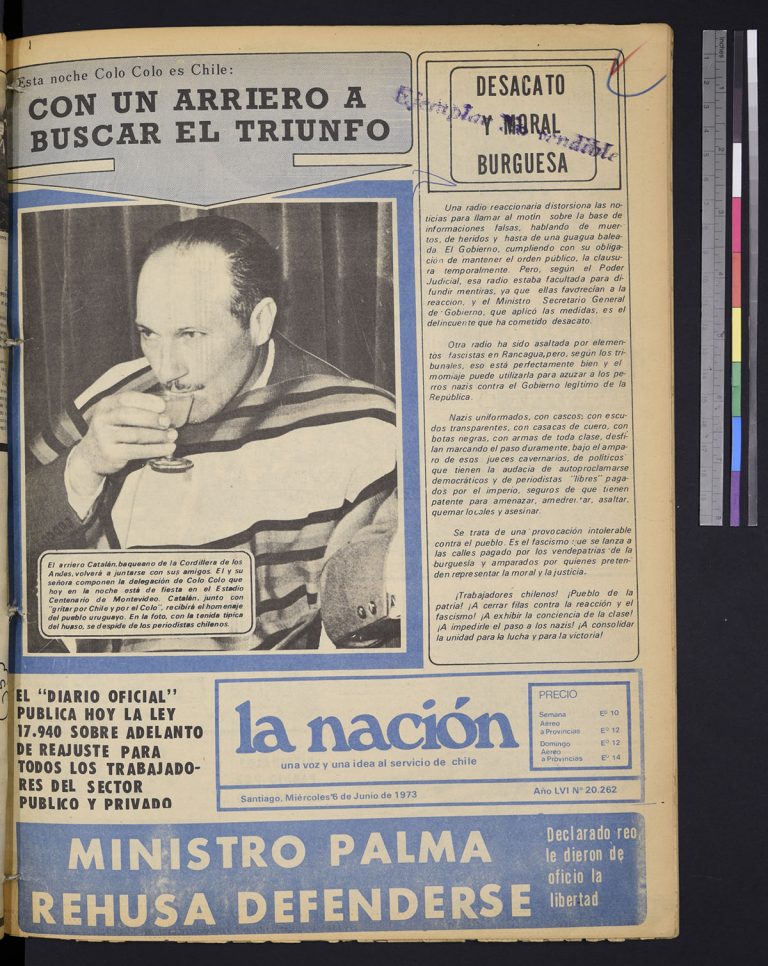 Esta noche Colo Colo es Chile:
CON UN ARRIERO A
BUSCAR EL TRIUNFO
DESACATO
Y MORAL
BURGUESA
Ejemplar No vendible
Una radio reaccionaria distorsiona las no-
ticias para llamar al motín sobre la base de
informaciones falsas, hablando de muer-
tos, de heridos y hasta de una guagua balea-
da. El Gobierno, cumpliendo con su obliga-
ción de mantener el orden público, la clausu-
ra temporalmente. Pero, según el Poder
Judicial, esa radio estaba facultada para di-
fundir mentiras, ya que ellas favorecían a la
reacción, y el Ministro Secretario General
de Gobierno, que aplicó las medidas, es el
delincuente que ha cometido desacato.
Otra radio ha sido asaltada por elemen-
tos fascistas en Rancagua,pero, según los tri-
bunales, eso está perfectamente bien y el
momiaje puede utilizarla para azuzar a los pe-
rros nazis contra el Gobierno legítimo de la
República.
Nazis uniformados, con cascos; con escu-
dos transparentes, con casacas de cuero, con
botas negras, con armas de toda clase, desfi-
lan marcando el paso duramente, bajo el ampa-
ro de esos jueces cavernarios, de políticos
que tienen la audacia de autoproclamarse
democráticos y de periodistas "libres" paga-
dos por el imperio, seguros de que tienen
patente para amenazar, amedrentar, asaltar,
quemar locales y asesinar.
Se trata de una provocación intolerable
contra el pueblo. Es el fascismo que se lanza a
las calles pagado por los vendepatrias de la
burguesía y amparados por quienes preten-
den representar la moral y la justicia.
¡Trabajadores chilenos! ¡Pueblo de la
patria! ¡A cerrar filas contra la reacción y el
fascismo! ¡A exhibir la conciencia de la clase!
¡A impedirle el paso a los nazis! ¡A consolidar
la unidad para la lucha y para la victoria!
El arriero Catalán,baqueano de la Cordillera de los
Andes,volverá a juntarse con sus amigos. El y su
señora componen la delegación de Colo Colo que
hoy en la noche está de fiesta en el Estadio
Centenario de Montevideo. Catalán, junto con
"gritar por Chile y por el Colo", recibirá el homenaje
del pueblo uruguayo. En la foto, con la tenida típica
del huaso, se despide de los periodistas chilenos.
EL "DIARIO OFICIAL"
PUBLICA HOY LA LEY
17.940 SOBRE ADELANTO
DE REAJUSTE PARA
TODOS LOS TRABAJADO-
RES DEL SECTOR
PUBLICO Y PRIVADO
la nación
una voz y una idea al servicio de chile
PRECIO
Semana Eº 10
Aéreo
a Provincias Eº 12
Domingo Eº 12
Aéreo
a Provincias Eº 14
Santiago, Miércoles 6 de Junio de 1973
Año LVI Nº 20.262
MINISTRO PALMA
REHUSA DEFENDERSE
Declarado reo,
le dieron de
oficio la
libertad